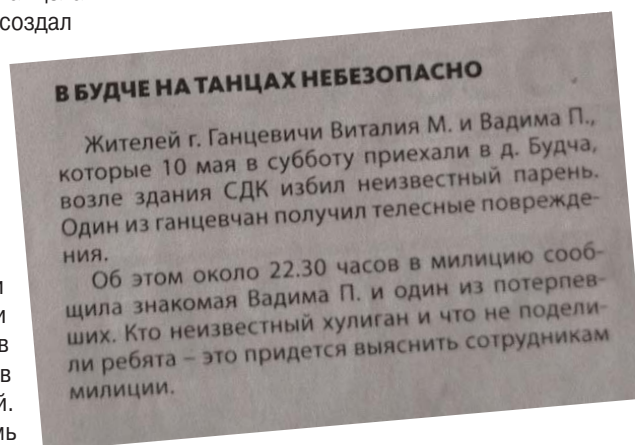 создал
В БУДЧЕ НА ТАНЦАХ НЕБЕЗОПАСНО
Жителей г. Ганцевичи Виталия М. и Вадима П.,
которые 10 мая в субботу приехали в д. Будча,
возле здания СДК избил неизвестный парень.
Один из ганцевчан получил телесные поврежде-
ния.
Об этом около 22.30 часов в милицию сооб-
щила знакомая Вадима П. и один из потерпев-
ших. Кто неизвестный хулиган и что не подели-
ли ребята – это придется выяснить сотрудникам
милиции.
и
и
в
в
й.
мь